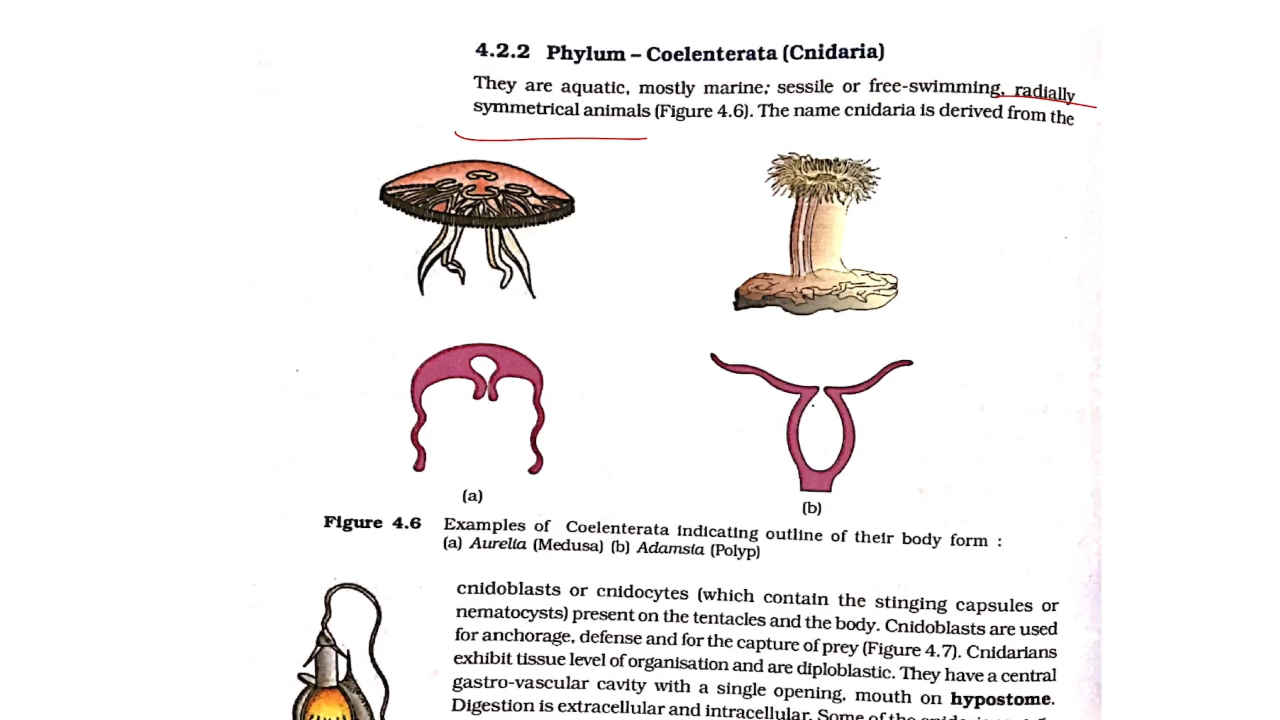 4.2.2 Phylum – Coelenterata (Cnidaria)
They are aquatic, mostly marine; sessile or free-swimming, radially
symmetrical animals (Figure 4.6). The name cnidaria is derived from the
(a)
(b)
Figure 4.6 Examples of Coelenterata indicating outline of their body form :
(a) Aurelia (Medusa) (b) Adamsia (Polyp)
cnidoblasts or cnidocytes (which contain the stinging capsules or
nematocysts) present on the tentacles and the body. Cnidoblasts are used
for anchorage, defense and for the capture of prey (Figure 4.7). Cnidarians
exhibit tissue level of organisation and are diploblastic. They have a central
gastro-vascular cavity with a single opening, mouth on hypostome.
Digestion is extracellular and intracellular. Some of the